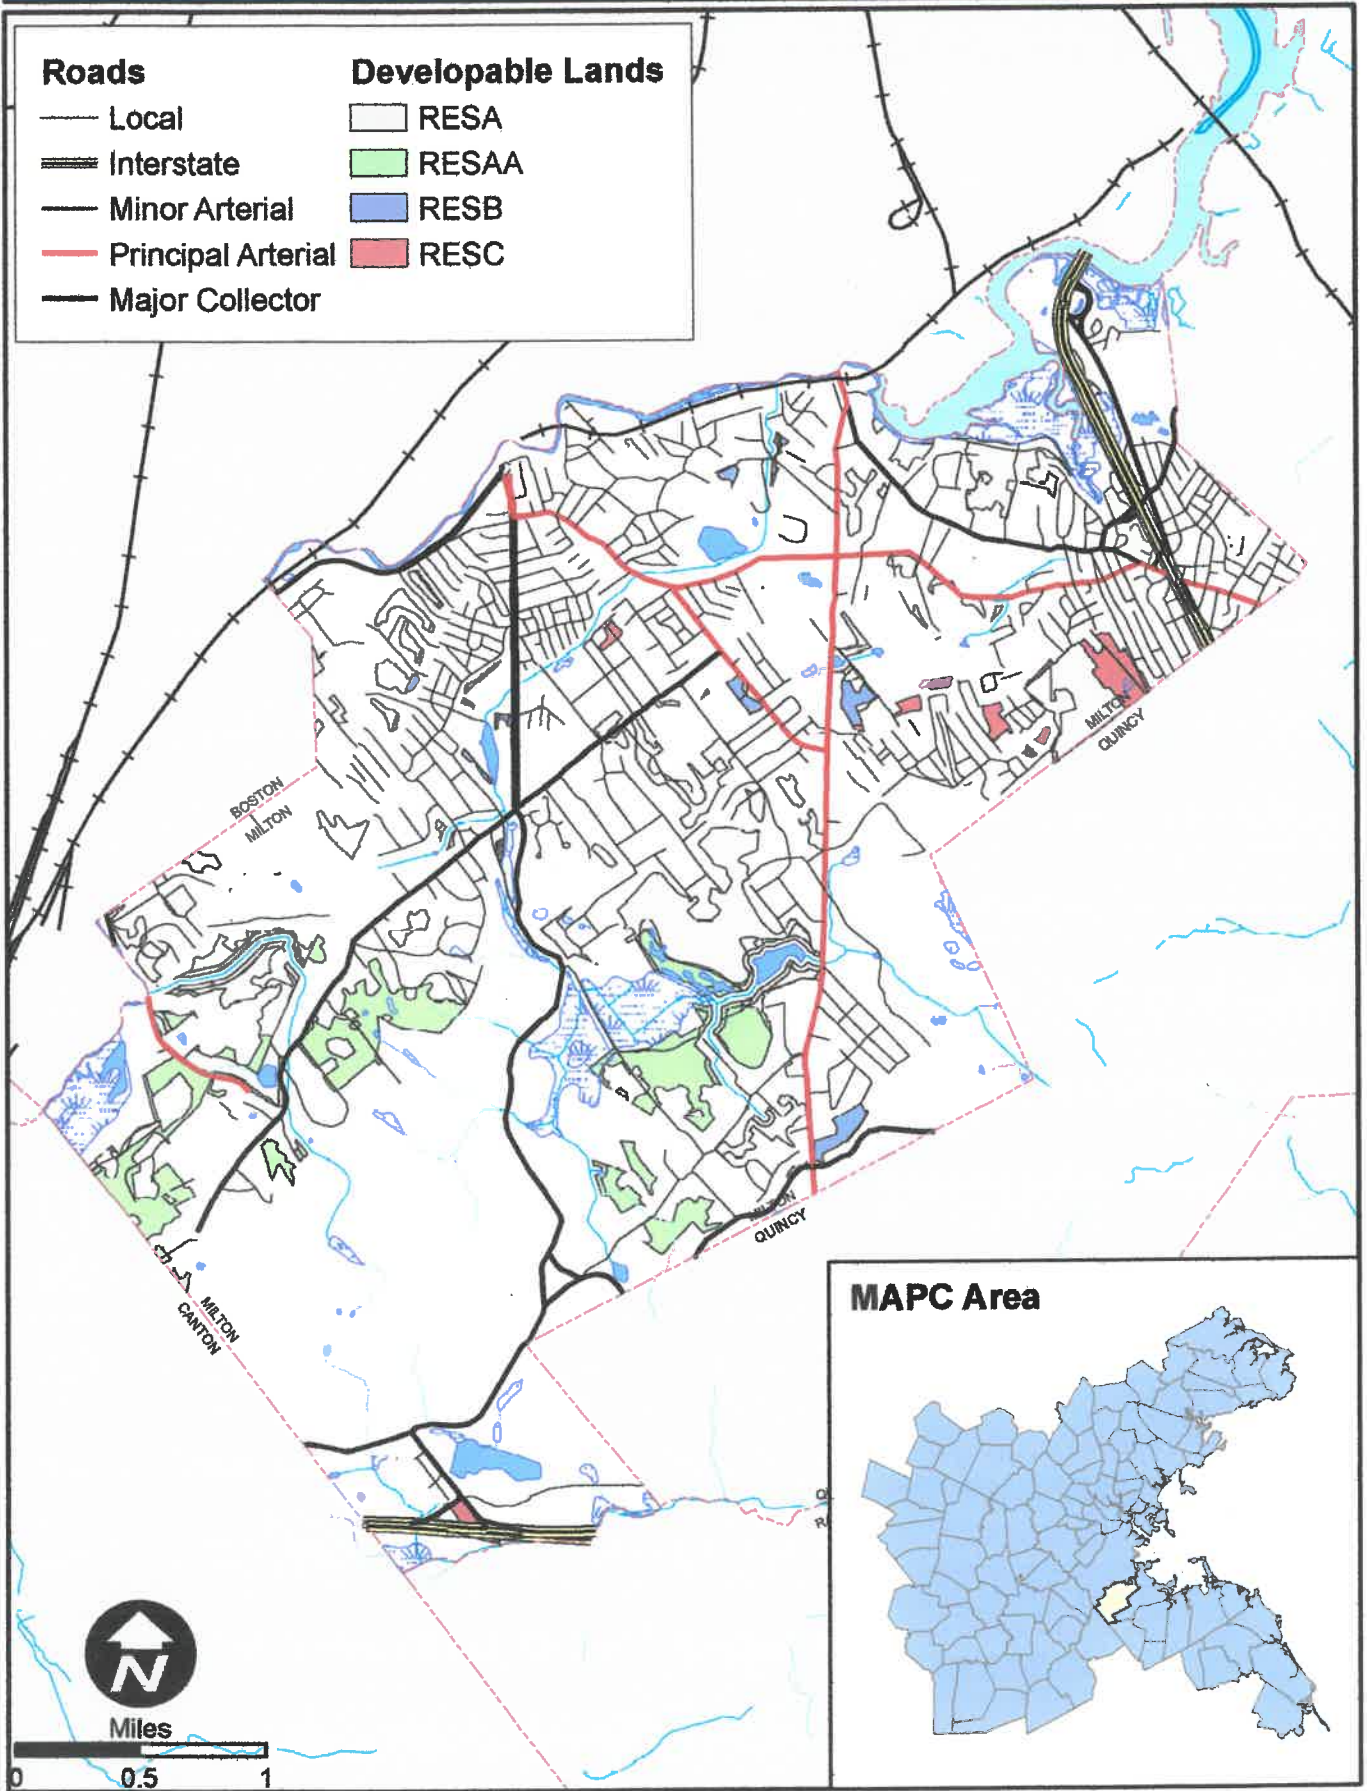 Roads
Local
Interstate
Minor Arterial
Principal Arterial
Major Collector
Developable Lands
RESA
RESAA
RESB
RESC
BOSTON
MILTON
MILTON
QUINCY
MILTON
QUINCY
MILTON
CANTON
MAPC Area
N
Miles
0 0.5 1